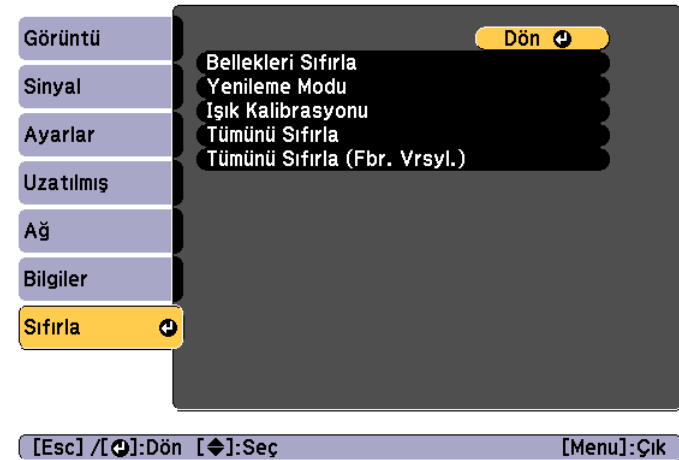 Görüntü
Sinyal
Ayarlar
Uzatılmış
Ağ
Bilgiler
Sıfırla
Dön
Bellekleri Sıfırla
Yenileme Modu
Işık Kalibrasyonu
Tümünü Sıfırla
Tümünü Sıfırla (Fbr. Vrsyl.)
[Esc] /[⏎]:Dön [◆]:Seç [Menu]:Çık